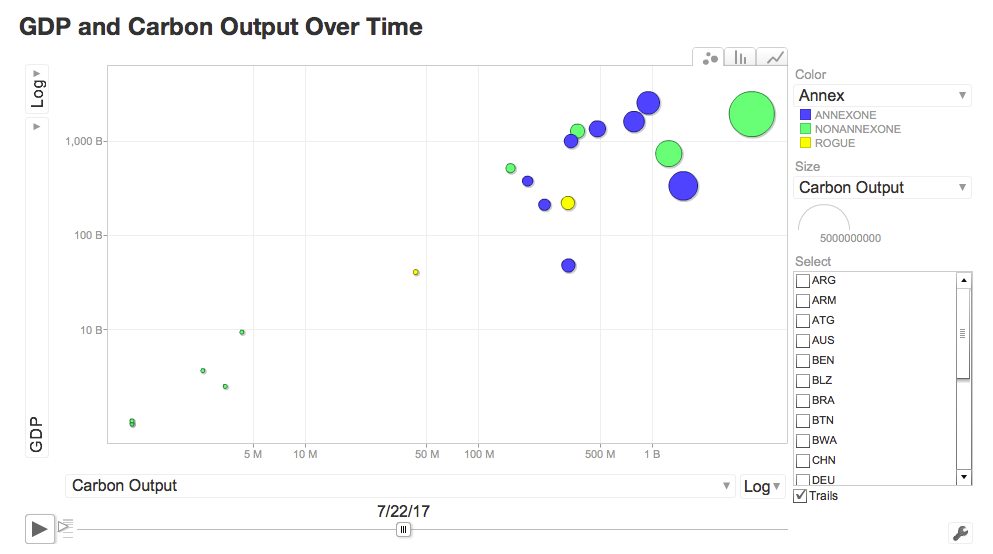 GDP and Carbon Output Over Time
Log
GDP
1,000 B
100 B
10 B
5 M 10 M 50 M 100 M 500 M 1 B
Carbon Output
Log
7/22/17
Color
Annex
ANNEXONE
NONANNEXONE
ROGUE
Size
Carbon Output
5000000000
Select
ARG
ARM
ATG
AUS
BEN
BLZ
BRA
BTN
BWA
CHN
DEU
Trails